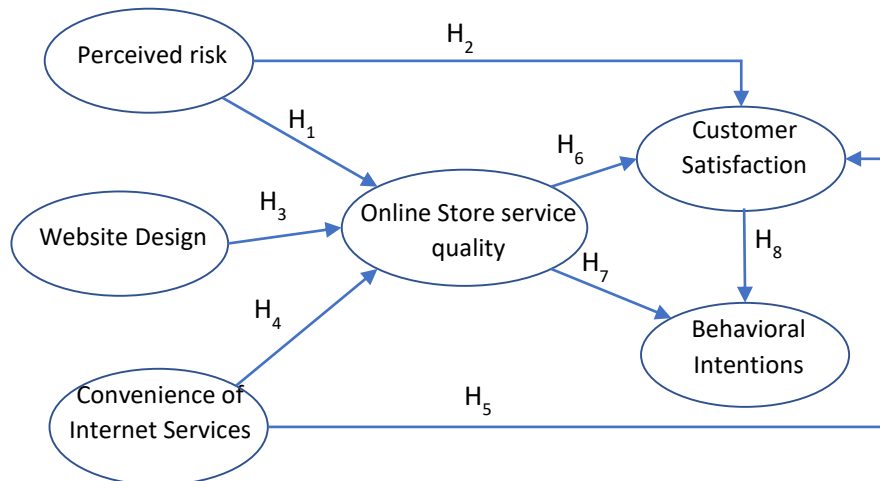 H2
Perceived risk
H1
Customer
Satisfaction
H6
H3
Online Store service
quality
Website Design
H7
H8
H4
Behavioral
Intentions
Convenience of
Internet Services
H5